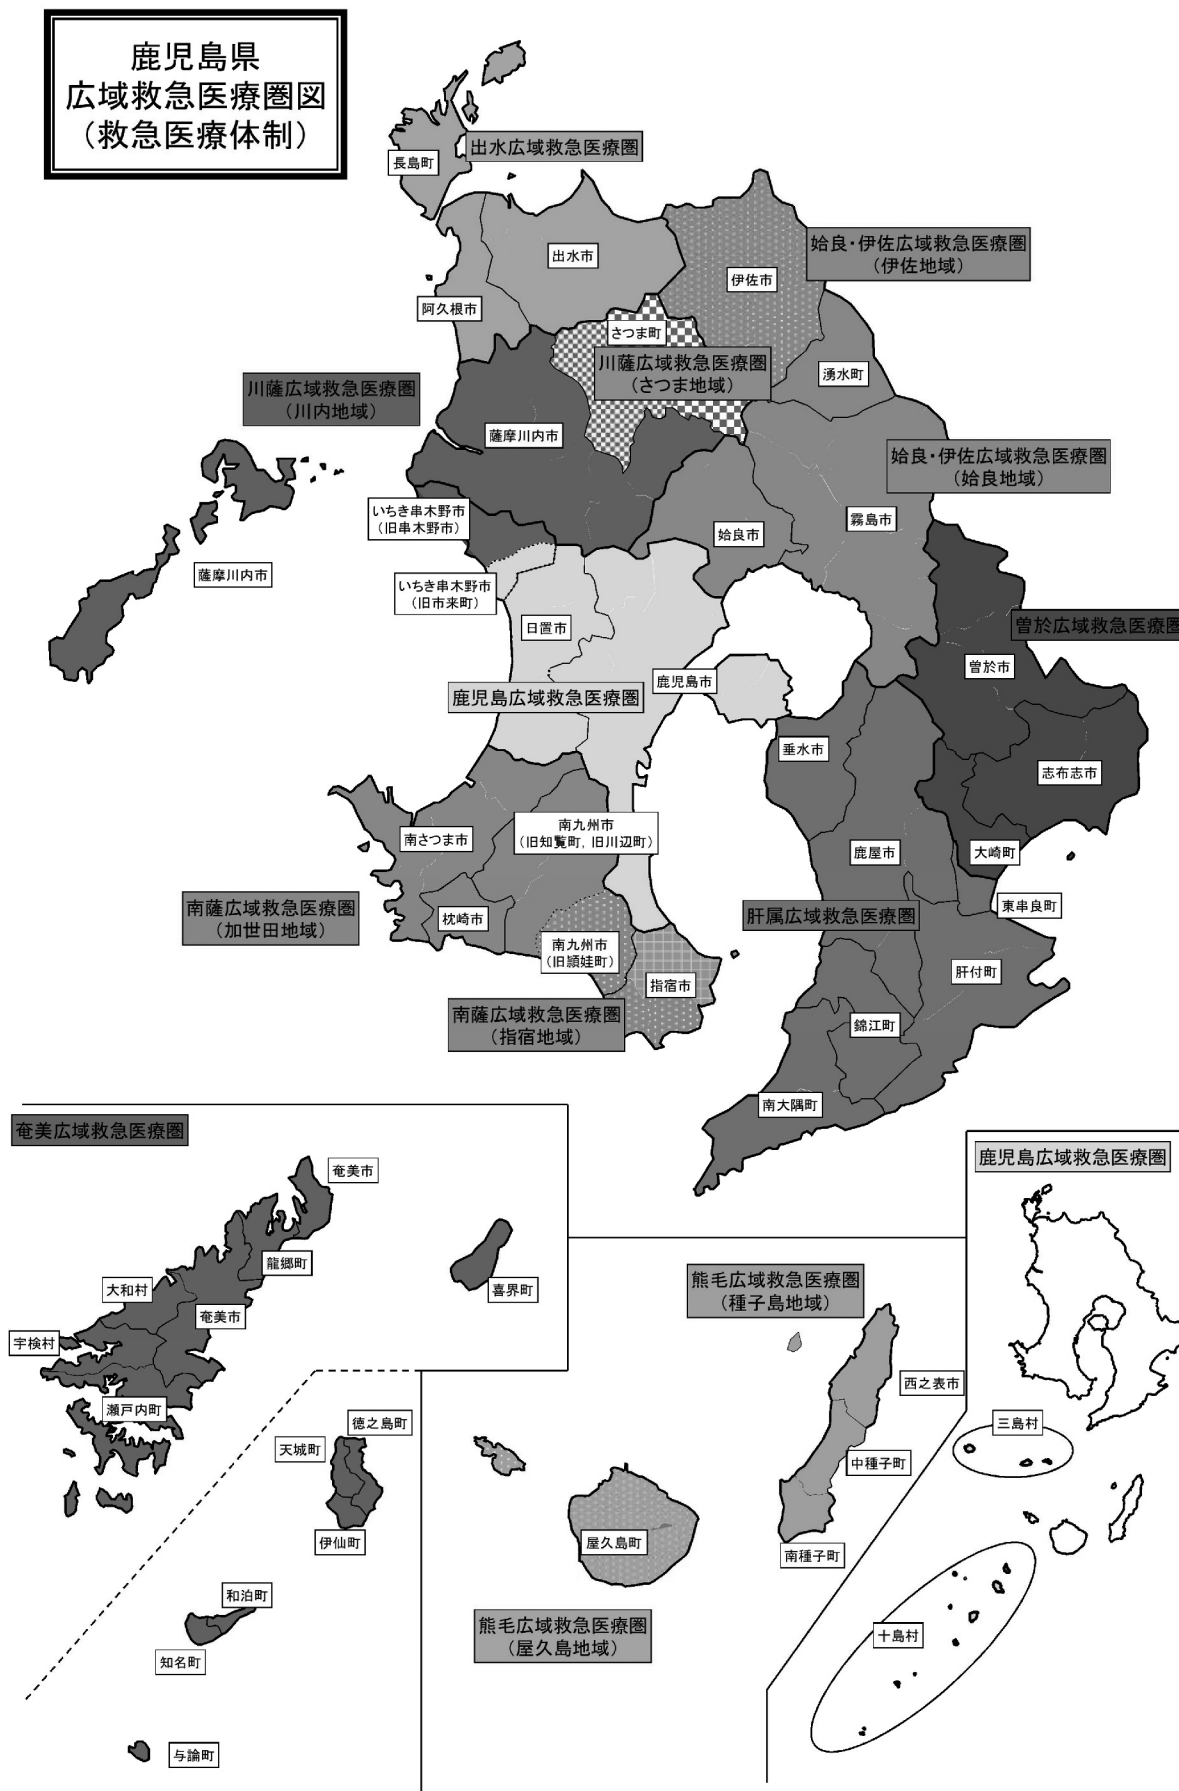 鹿児島県
広域救急医療圏図
（救急医療体制）
出水広域救急医療圏
長島町
出水市
阿久根市
始良・伊佐広域救急医療圏
（伊佐地域）
伊佐市
さつま町
川薩広域救急医療圏
（さつま地域）
湧水町
川薩広域救急医療圏
（川内地域）
薩摩川内市
始良・伊佐広域救急医療圏
（姶良地域）
いちき串木野市
（旧串木野市）
姶良市
霧島市
薩摩川内市
いちき串木野市
（旧市来町）
日置市
曽於広域救急医療圏
曽於市
鹿児島市
鹿児島広域救急医療圏
垂水市
志布志市
南さつま市
南九州市
（旧知覧町，旧川辺町）
鹿屋市
大崎町
東串良町
南薩広域救急医療圏
（加世田地域）
枕崎市
肝属広域救急医療圏
南九州市
（旧頴娃町）
指宿市
肝付町
南薩広域救急医療圏
（指宿地域）
錦江町
南大隅町
奄美広域救急医療圏
奄美市
龍郷町
大和村
奄美市
宇検村
瀬戸内町
喜界町
徳之島町
天城町
伊仙町
和泊町
知名町
与論町
熊毛広域救急医療圏
（種子島地域）
西之表市
中種子町
南種子町
屋久島町
熊毛広域救急医療圏
（屋久島地域）
鹿児島広域救急医療圏
三島村
十島村